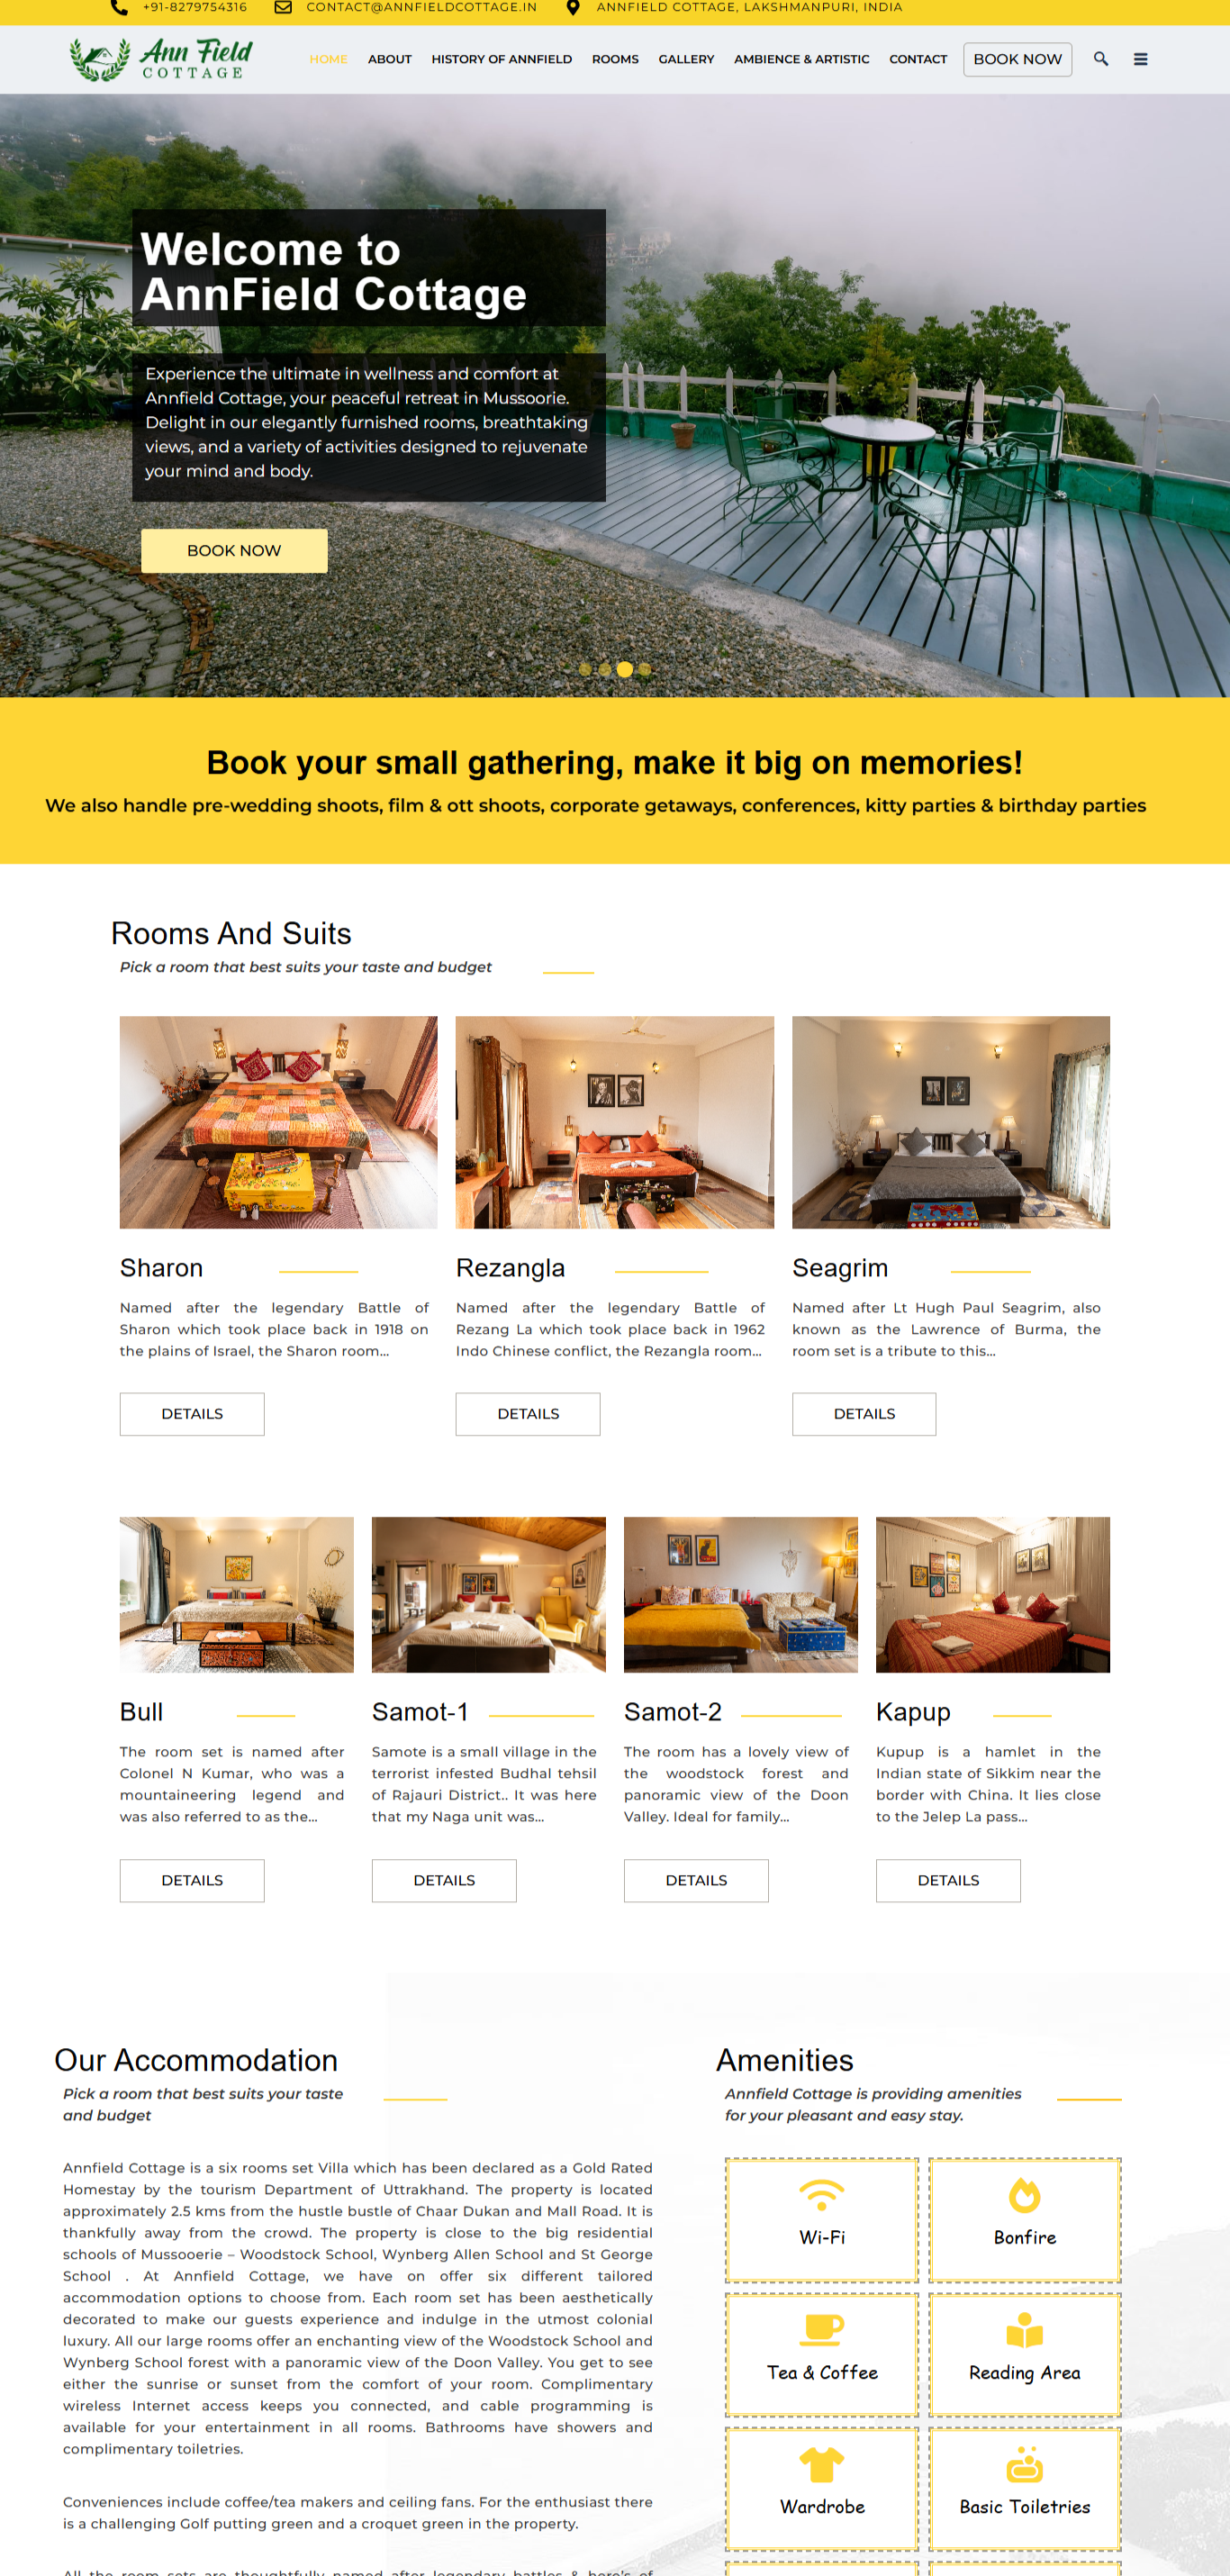 +91-8279754316 CONTACT@ANNFIELDCOTTAGE.IN ANNFIELD COTTAGE, LAKSHMANPURI, INDIA
Ann Field
COTTAGE
HOME ABOUT HISTORY OF ANNFIELD ROOMS GALLERY AMBIENCE & ARTISTIC CONTACT BOOK NOW
Welcome to
AnnField Cottage
Experience the ultimate in wellness and comfort at
Annfield Cottage, your peaceful retreat in Mussoorie.
Delight in our elegantly furnished rooms, breathtaking
views, and a variety of activities designed to rejuvenate
your mind and body.
BOOK NOW
Book your small gathering, make it big on memories!
We also handle pre-wedding shoots, film & ott shoots, corporate getaways, conferences, kitty parties & birthday parties
Rooms And Suits
Pick a room that best suits your taste and budget
Sharon
Named after the legendary Battle of
Sharon which took place back in 1918 on
the plains of Israel, the Sharon room...
DETAILS
Rezangla
Named after the legendary Battle of
Rezang La which took place back in 1962
Indo Chinese conflict, the Rezangla room...
DETAILS
Seagrim
Named after Lt Hugh Paul Seagrim, also
known as the Lawrence of Burma, the
room set is a tribute to this...
DETAILS
Bull
The room set is named after
Colonel N Kumar, who was a
mountaineering legend and
was also referred to as the...
DETAILS
Samot-1
Samote is a small village in the
terrorist infested Budhal tehsil
of Rajauri District.. It was here
that my Naga unit was...
DETAILS
Samot-2
The room has a lovely view of
the woodstock forest and
panoramic view of the Doon
Valley. Ideal for family...
DETAILS
Kapup
Kupup is a hamlet in the
Indian state of Sikkim near the
border with China. It lies close
to the Jelep La pass...
DETAILS
Our Accommodation
Pick a room that best suits your taste
and budget
Annfield Cottage is a six rooms set Villa which has been declared as a Gold Rated
Homestay by the tourism Department of Uttrakhand. The property is located
approximately 2.5 kms from the hustle bustle of Chaar Dukan and Mall Road. It is
thankfully away from the crowd. The property is close to the big residential
schools of Mussooerie – Woodstock School, Wynberg Allen School and St George
School . At Annfield Cottage, we have on offer six different tailored
accommodation options to choose from. Each room set has been aesthetically
decorated to make our guests experience and indulge in the utmost colonial
luxury. All our large rooms offer an enchanting view of the Woodstock School and
Wynberg School forest with a panoramic view of the Doon Valley. You get to see
either the sunrise or sunset from the comfort of your room. Complimentary
wireless Internet access keeps you connected, and cable programming is
available for your entertainment in all rooms. Bathrooms have showers and
complimentary toiletries.
Conveniences include coffee/tea makers and ceiling fans. For the enthusiast there
is a challenging Golf putting green and a croquet green in the property.
All the room sets are thoughtfully named after legendary battles & hero's of
Amenities
Annfield Cottage is providing amenities
for your pleasant and easy stay.
Wi-Fi
Bonfire
Tea & Coffee
Reading Area
Wardrobe
Basic Toiletries